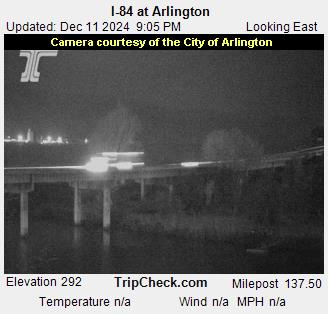 I-84 at Arlington
Updated: Dec 11 2024 9:05 PM Looking East
Camera courtesy of the City of Arlington
Elevation 292 TripCheck.com Milepost 137.50
Temperature n/a Wind n/a MPH n/a